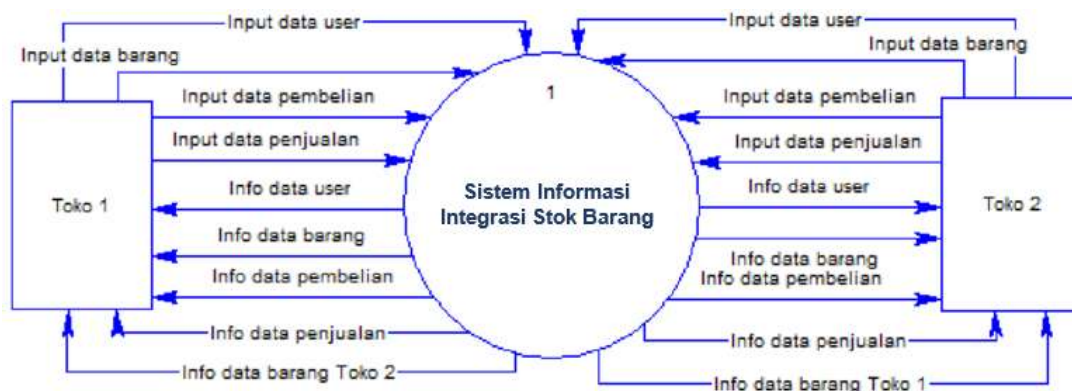 Input data user
Input data barang
Input data pembelian
Input data penjualan
Info data user
Info data barang
Info data pembelian
Info data penjualan
Info data barang Toko 2
Toko 1
1
Sistem Informasi
Integrasi Stok Barang
Input data user
Input data barang
Input data pembelian
Input data penjualan
Info data user
Info data barang
Info data pembelian
Info data penjualan
Info data barang Toko 1
Toko 2